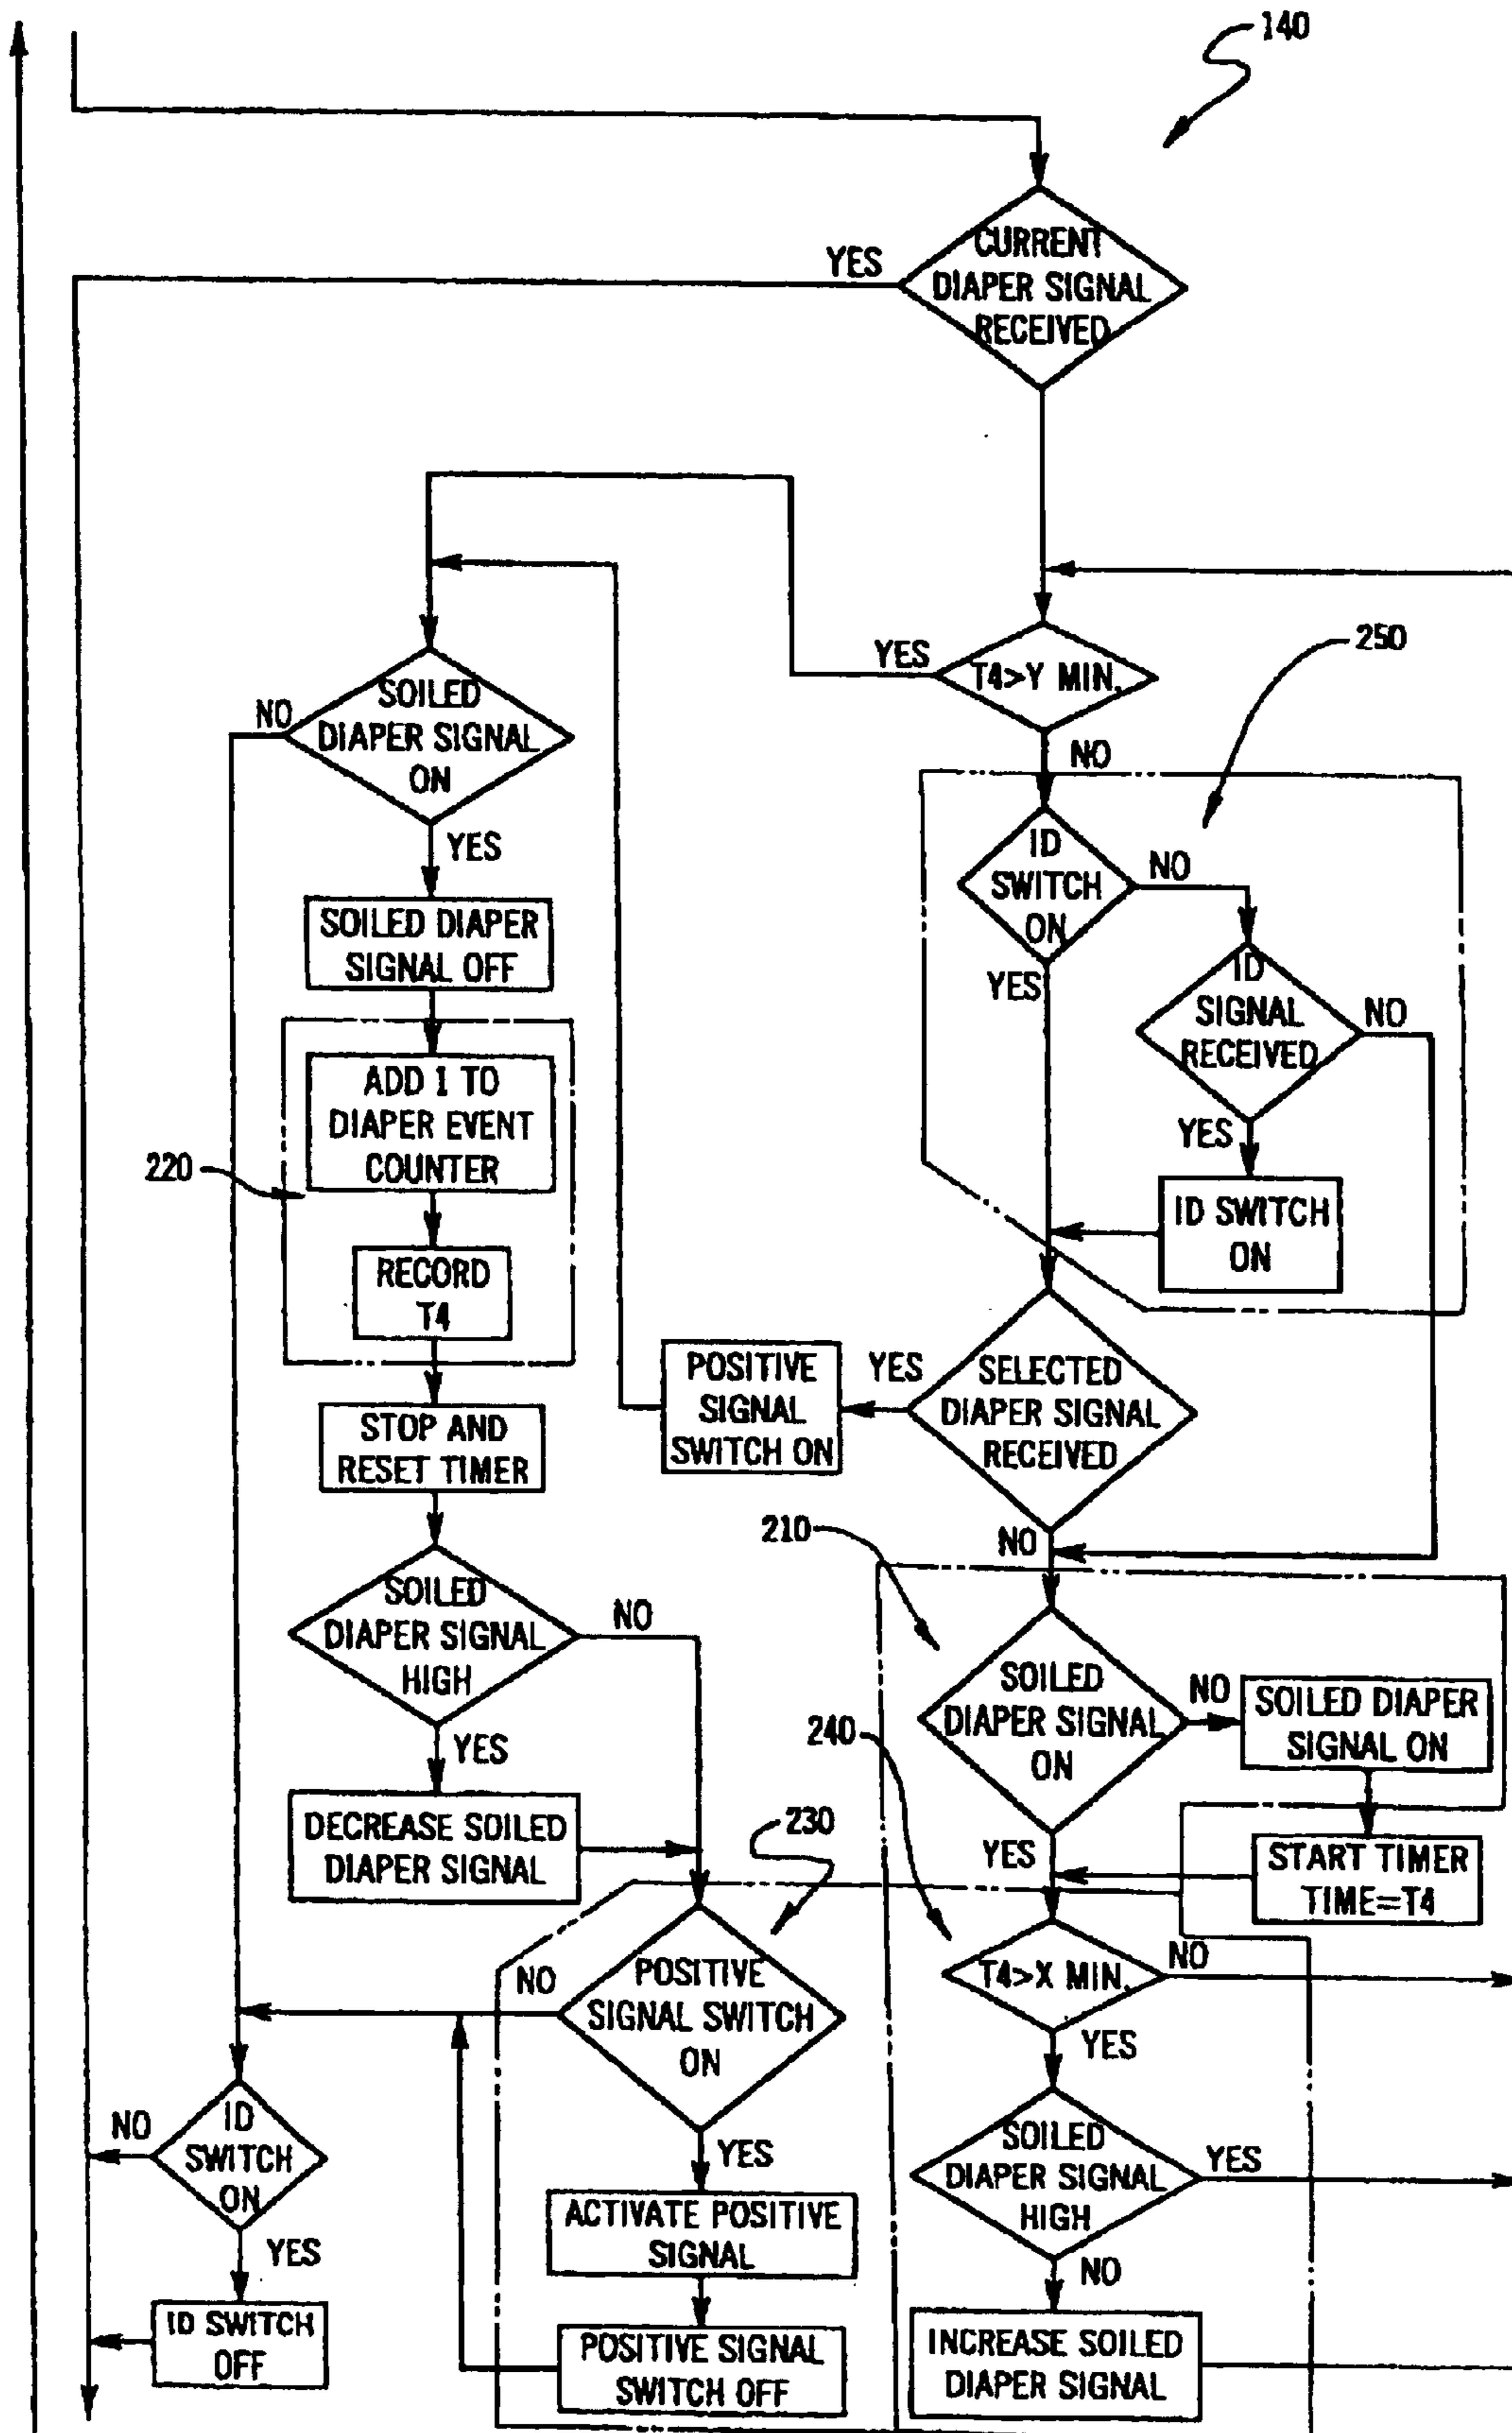 140
CURRENT
DIAPER SIGNAL
RECEIVED
YES
T4>Y MIN.
YES
NO
250
SOILED
DIAPER SIGNAL
ON
NO
YES
ID
SWITCH
ON
NO
YES
SOILED DIAPER
SIGNAL OFF
ID
SIGNAL
RECEIVED
NO
YES
ADD 1 TO
DIAPER EVENT
COUNTER
220
ID SWITCH
ON
RECORD
T4
POSITIVE
SIGNAL
SWITCH ON
YES
SELECTED
DIAPER SIGNAL
RECEIVED
NO
STOP AND
RESET TIMER
210
SOILED
DIAPER SIGNAL
HIGH
NO
YES
SOILED
DIAPER SIGNAL
ON
NO
SOILED DIAPER
SIGNAL ON
240
YES
DECREASE SOILED
DIAPER SIGNAL
230
START TIMER
TIME=T4
POSITIVE
SIGNAL SWITCH
ON
NO
YES
T4>X MIN.
NO
YES
ID
SWITCH
ON
NO
YES
SOILED
DIAPER SIGNAL
HIGH
YES
NO
ACTIVATE POSITIVE
SIGNAL
ID SWITCH
OFF
POSITIVE SIGNAL
SWITCH OFF
INCREASE SOILED
DIAPER SIGNAL